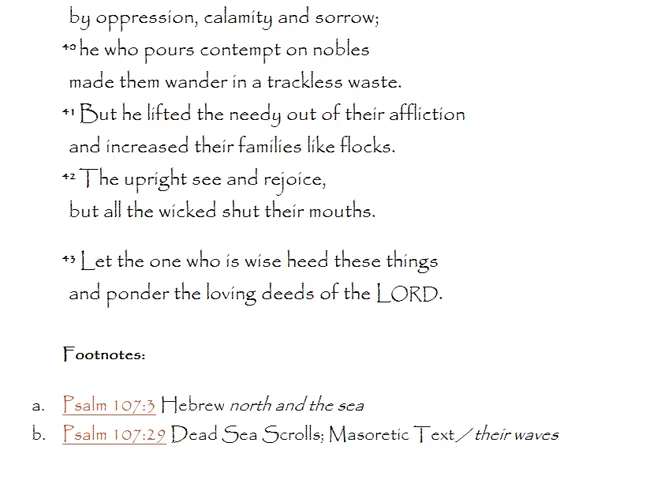 by oppression, calamity and sorrow;
40 he who pours contempt on nobles
made them wander in a trackless waste.
41 But he lifted the needy out of their affliction
and increased their families like flocks.
42 The upright see and rejoice,
but all the wicked shut their mouths.
43 Let the one who is wise heed these things
and ponder the loving deeds of the LORD.
Footnotes:
a. Psalm 107:3 Hebrew north and the sea
b. Psalm 107:29 Dead Sea Scrolls; Masoretic Text / their waves